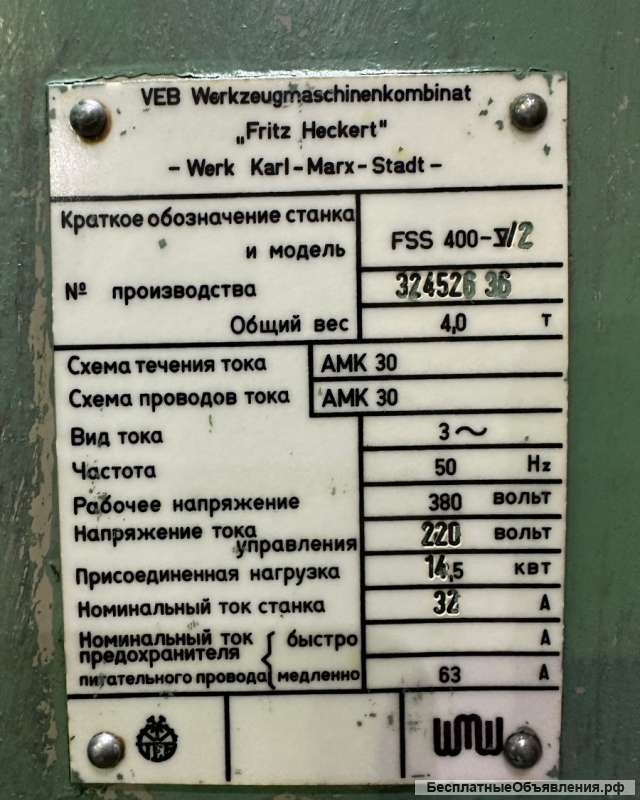 VEB Werkzeugmaschinenkombinat
„Fritz Heckert"
- Werk Karl-Marx-Stadt -
Краткое обозначение станка
и модель FSS 400-V/2
№ производства 324526 36
Общий вес 4,0 т
Схема течения тока АМК 30
Схема проводов тока АМК 30
Вид тока 3~
Частота 50 Hz
Рабочее напряжение 380 вольт
Напряжение тока
управления 220 вольт
Присоединенная нагрузка 14,5 квт
Номинальный ток станка 32 А
Номинальный ток { быстро А
предохранителя
питательного провода { медленно 63 А
WMW
БесплатныеОбъявления.рф